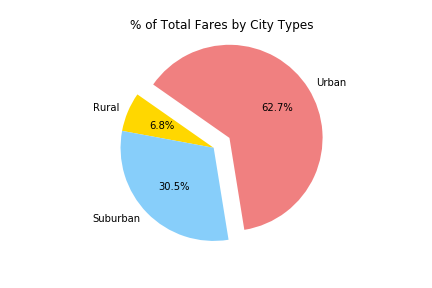 % of Total Fares by City Types
Urban
62.7%
Rural
6.8%
30.5%
Suburban